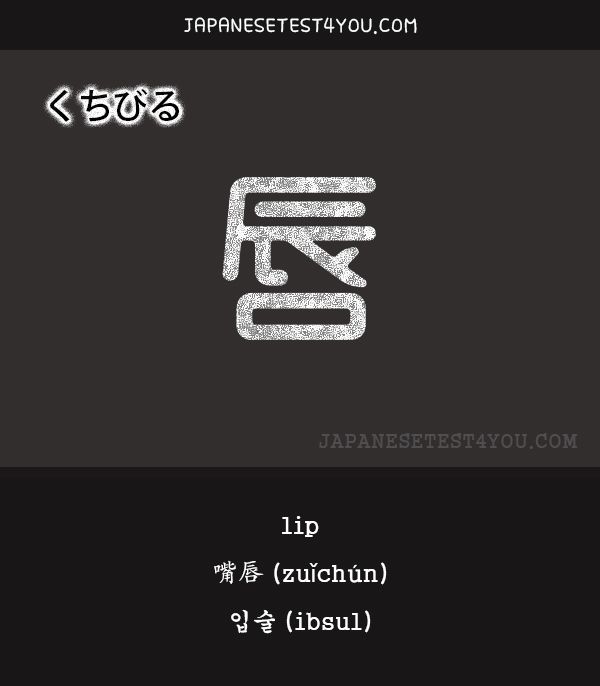 JAPANESETEST4YOU.COM
くちびる
唇
JAPANESETEST4YOU.COM
lip
嘴唇 (zuǐchún)
입술 (ibsul)